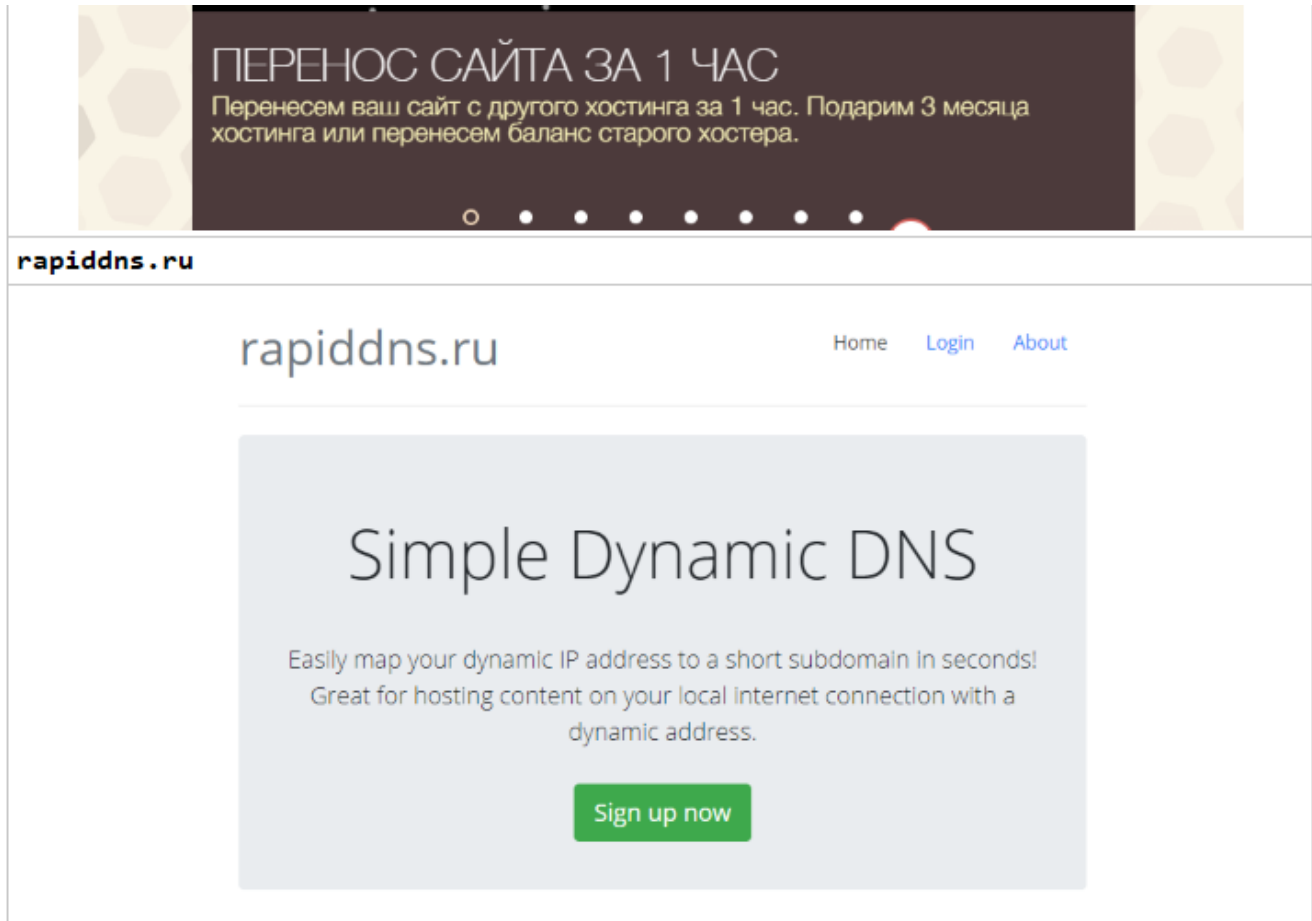 ПЕРЕНОС САЙТА ЗА 1 ЧАС
Перенесем ваш сайт с другого хостинга за 1 час. Подарим 3 месяца
хостинга или перенесем баланс старого хостера.
rapiddns.ru
rapiddns.ru
Home Login About
Simple Dynamic DNS
Easily map your dynamic IP address to a short subdomain in seconds!
Great for hosting content on your local internet connection with a
dynamic address.
Sign up now